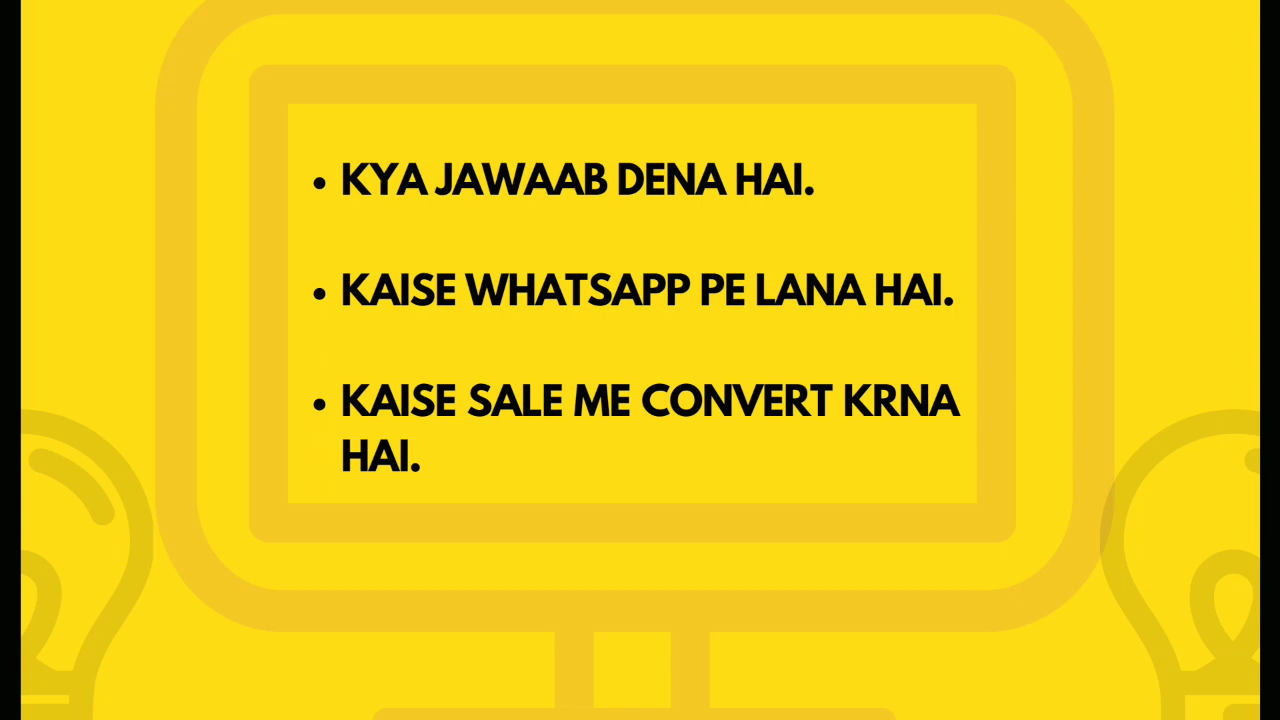 • KYA JAWAAB DENA HAI.
• KAISE WHATSAPP PE LANA HAI.
• KAISE SALE ME CONVERT KRNA
HAI.